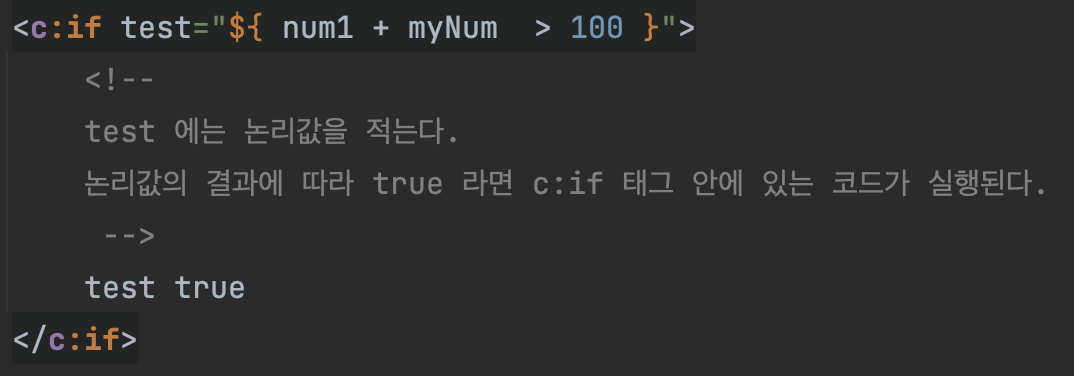 <c:if test="${ num1 + myNum  > 100 }">
<!--
test 에는 논리값을 적는다.
논리값의 결과에 따라 true 라면 c:if 태그 안에 있는 코드가 실행된다.
-->
test true
</c:if>